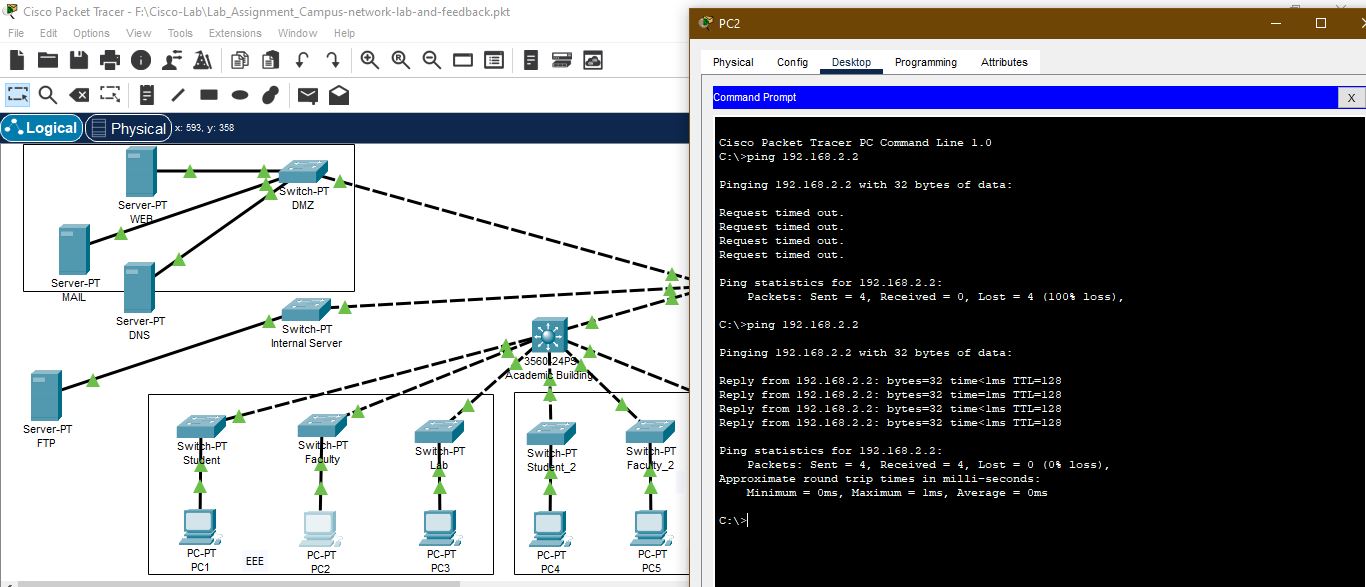 Cisco Packet Tracer - F:\Cisco-Lab\Lab_Assignment_Campus-network-lab-and-feedback.pkt
File Edit Options View Tools Extensions Window Help
Logical
Physical
x: 593, y: 358
Server-PT
WEB
Switch-PT
DMZ
Server-PT
MAIL
Server-PT
DNS
Switch-PT
Internal Server
3560-24PS
Academic Building
Server-PT
FTP
Switch-PT
Student
Switch-PT
Faculty
Switch-PT
Lab
Switch-PT
Student_2
Switch-PT
Faculty_2
PC-PT
PC1
EEE
PC-PT
PC2
PC-PT
PC3
PC-PT
PC4
PC-PT
PC5
PC2
Physical Config Desktop Programming Attributes
Command Prompt
X
Cisco Packet Tracer PC Command Line 1.0
C:\>ping 192.168.2.2
Pinging 192.168.2.2 with 32 bytes of data:
Request timed out.
Request timed out.
Request timed out.
Request timed out.
Ping statistics for 192.168.2.2:
Packets: Sent = 4, Received = 0, Lost = 4 (100% loss),
C:\>ping 192.168.2.2
Pinging 192.168.2.2 with 32 bytes of data:
Reply from 192.168.2.2: bytes=32 time<1ms TTL=128
Reply from 192.168.2.2: bytes=32 time=1ms TTL=128
Reply from 192.168.2.2: bytes=32 time<1ms TTL=128
Reply from 192.168.2.2: bytes=32 time<1ms TTL=128
Ping statistics for 192.168.2.2:
Packets: Sent = 4, Received = 4, Lost = 0 (0% loss),
Approximate round trip times in milli-seconds:
Minimum = 0ms, Maximum = 1ms, Average = 0ms
C:\>